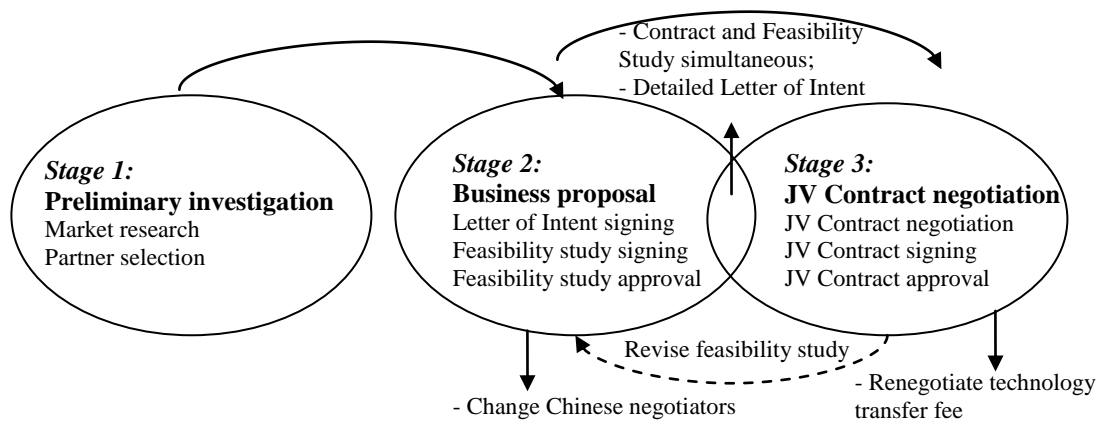 - Contract and Feasibility
Study simultaneous;
- Detailed Letter of Intent
Stage 1:
Preliminary investigation
Market research
Partner selection
Stage 2:
Business proposal
Letter of Intent signing
Feasibility study signing
Feasibility study approval
Stage 3:
JV Contract negotiation
JV Contract negotiation
JV Contract signing
JV Contract approval
Revise feasibility study
- Change Chinese negotiators
- Renegotiate technology
transfer fee